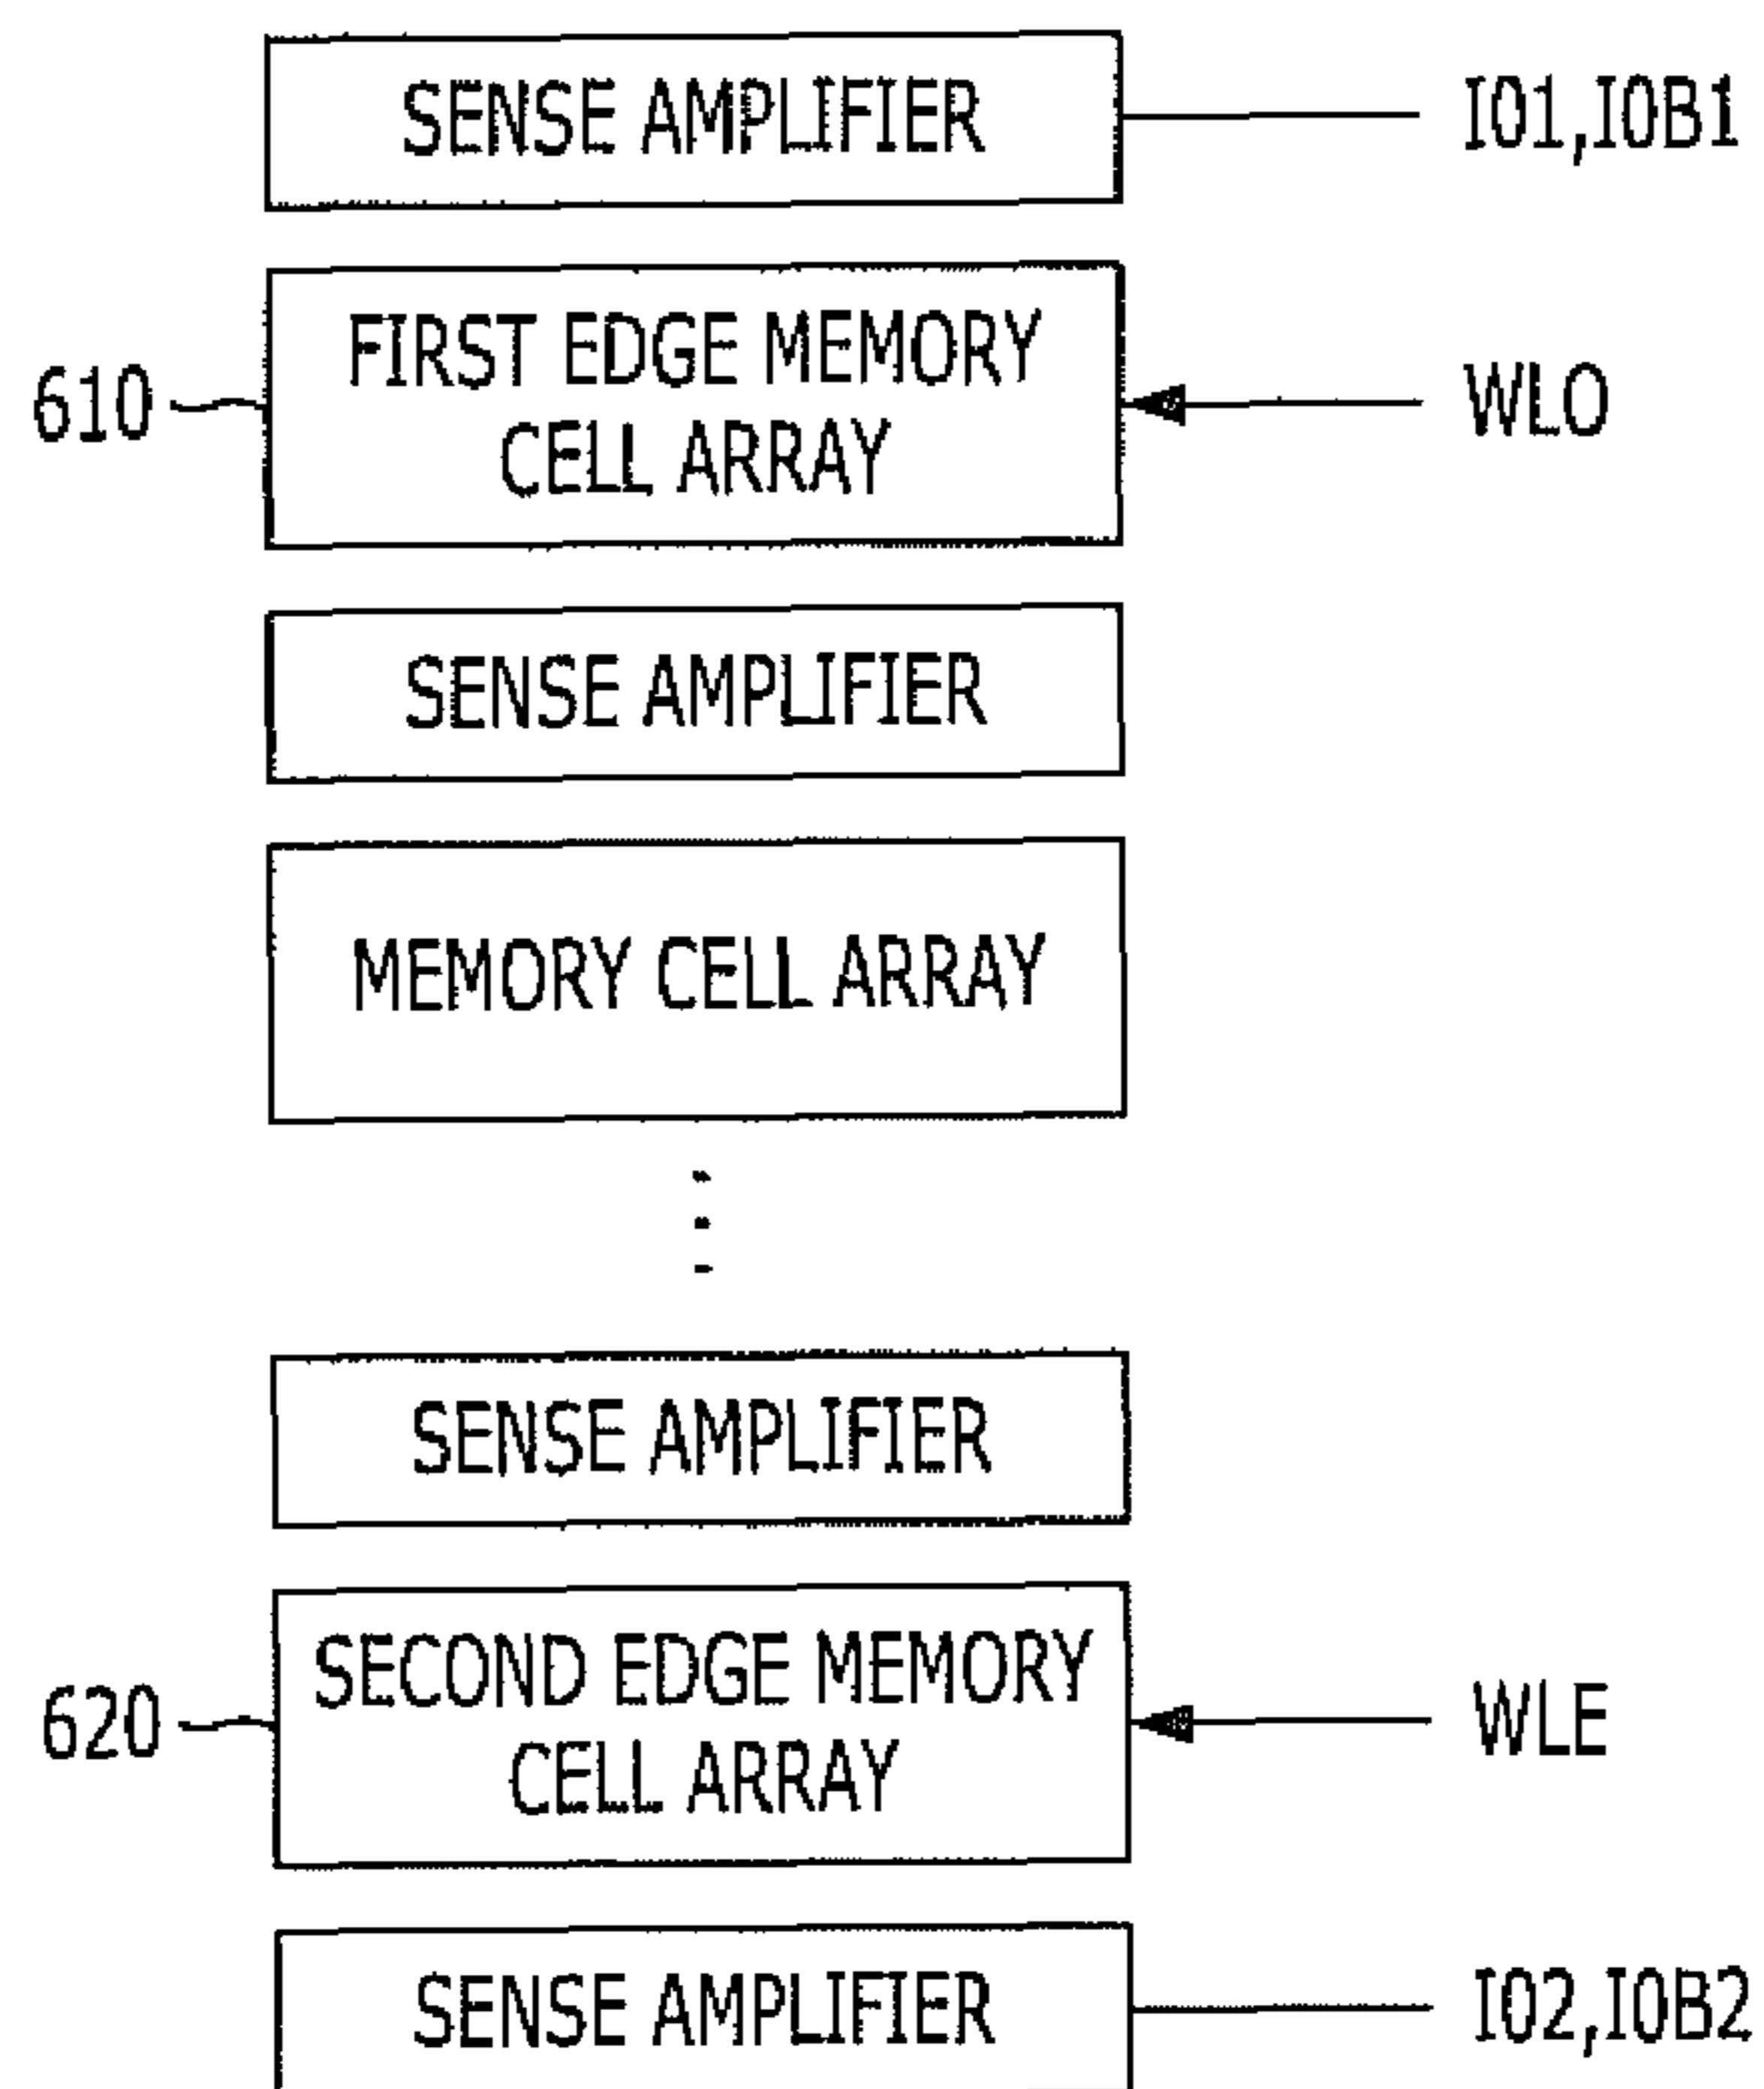 SENSE AMPLIFIER
IO1,IOB1
FIRST EDGE MEMORY
CELL ARRAY
610
WLO
SENSE AMPLIFIER
MEMORY CELL ARRAY
SENSE AMPLIFIER
SECOND EDGE MEMORY
CELL ARRAY
620
WLE
SENSE AMPLIFIER
IO2,IOB2